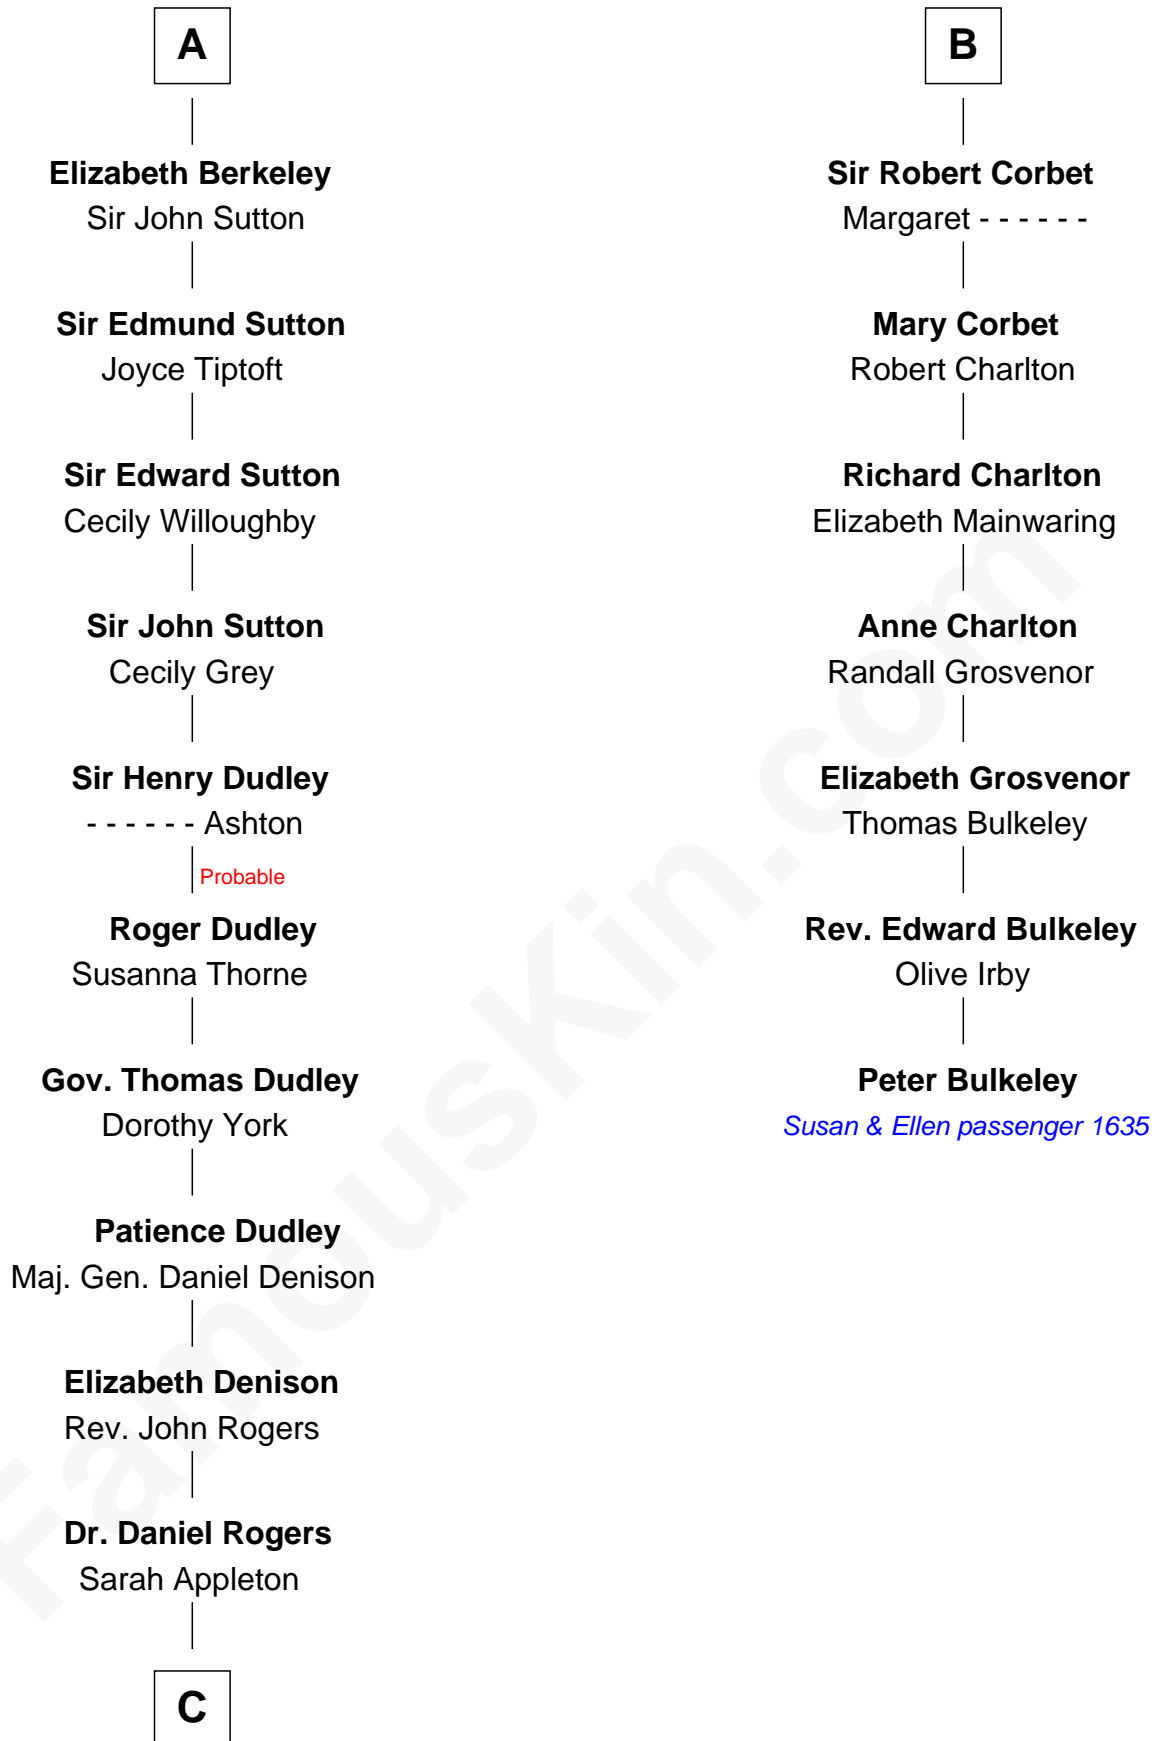 A
Elizabeth Berkeley
Sir John Sutton
Sir Edmund Sutton
Joyce Tiptoft
Sir Edward Sutton
Cecily Willoughby
Sir John Sutton
Cecily Grey
Sir Henry Dudley
- - - - - - Ashton
Probable
Roger Dudley
Susanna Thorne
Gov. Thomas Dudley
Dorothy York
Patience Dudley
Maj. Gen. Daniel Denison
Elizabeth Denison
Rev. John Rogers
Dr. Daniel Rogers
Sarah Appleton
C
B
Sir Robert Corbet
Margaret - - - - - -
Mary Corbet
Robert Charlton
Richard Charlton
Elizabeth Mainwaring
Anne Charlton
Randall Grosvenor
Elizabeth Grosvenor
Thomas Bulkeley
Rev. Edward Bulkeley
Olive Irby
Peter Bulkeley
Susan & Ellen passenger 1635
FamousKin.com